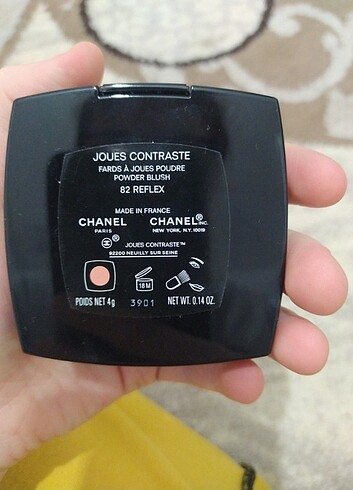 JOUES CONTRASTE
FARDS À JOUES POUDRE
POWDER BLUSH
82 REFLEX
MADE IN FRANCE
CHANEL CHANEL® INC.
PARIS NEW YORK, N.Y. 10019
JOUES CONTRASTE™
92200 NEUILLY SUR SEINE
18M
POIDS NET 4g 3901 NET WT. 0.14 OZ.